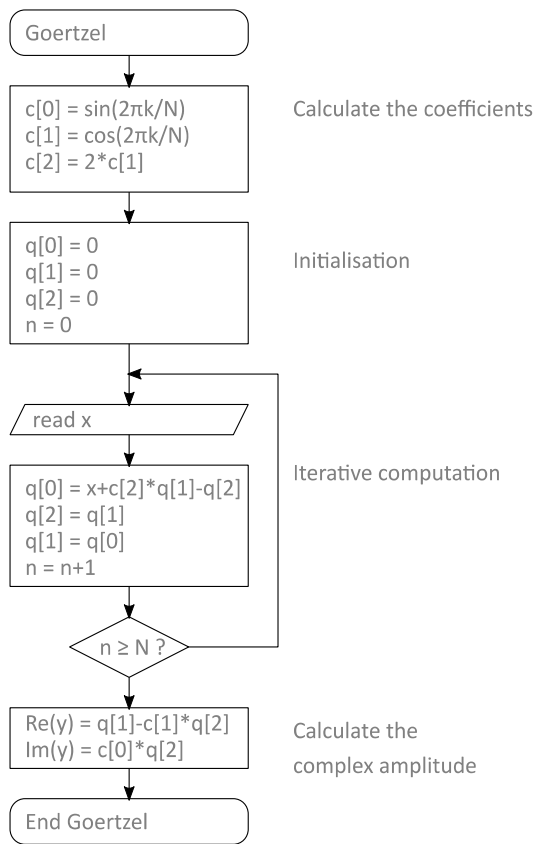 Goertzel
c[0] = sin(2πk/N)
c[1] = cos(2πk/N)
c[2] = 2*c[1]
Calculate the coefficients
q[0] = 0
q[1] = 0
q[2] = 0
n = 0
Initialisation
read x
q[0] = x+c[2]*q[1]-q[2]
q[2] = q[1]
q[1] = q[0]
n = n+1
Iterative computation
n ≥ N ?
Re(y) = q[1]-c[1]*q[2]
Im(y) = c[0]*q[2]
Calculate the
complex amplitude
End Goertzel